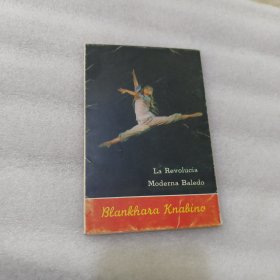 La Revolucia
Moderna Baledo
Blankhara Knabino